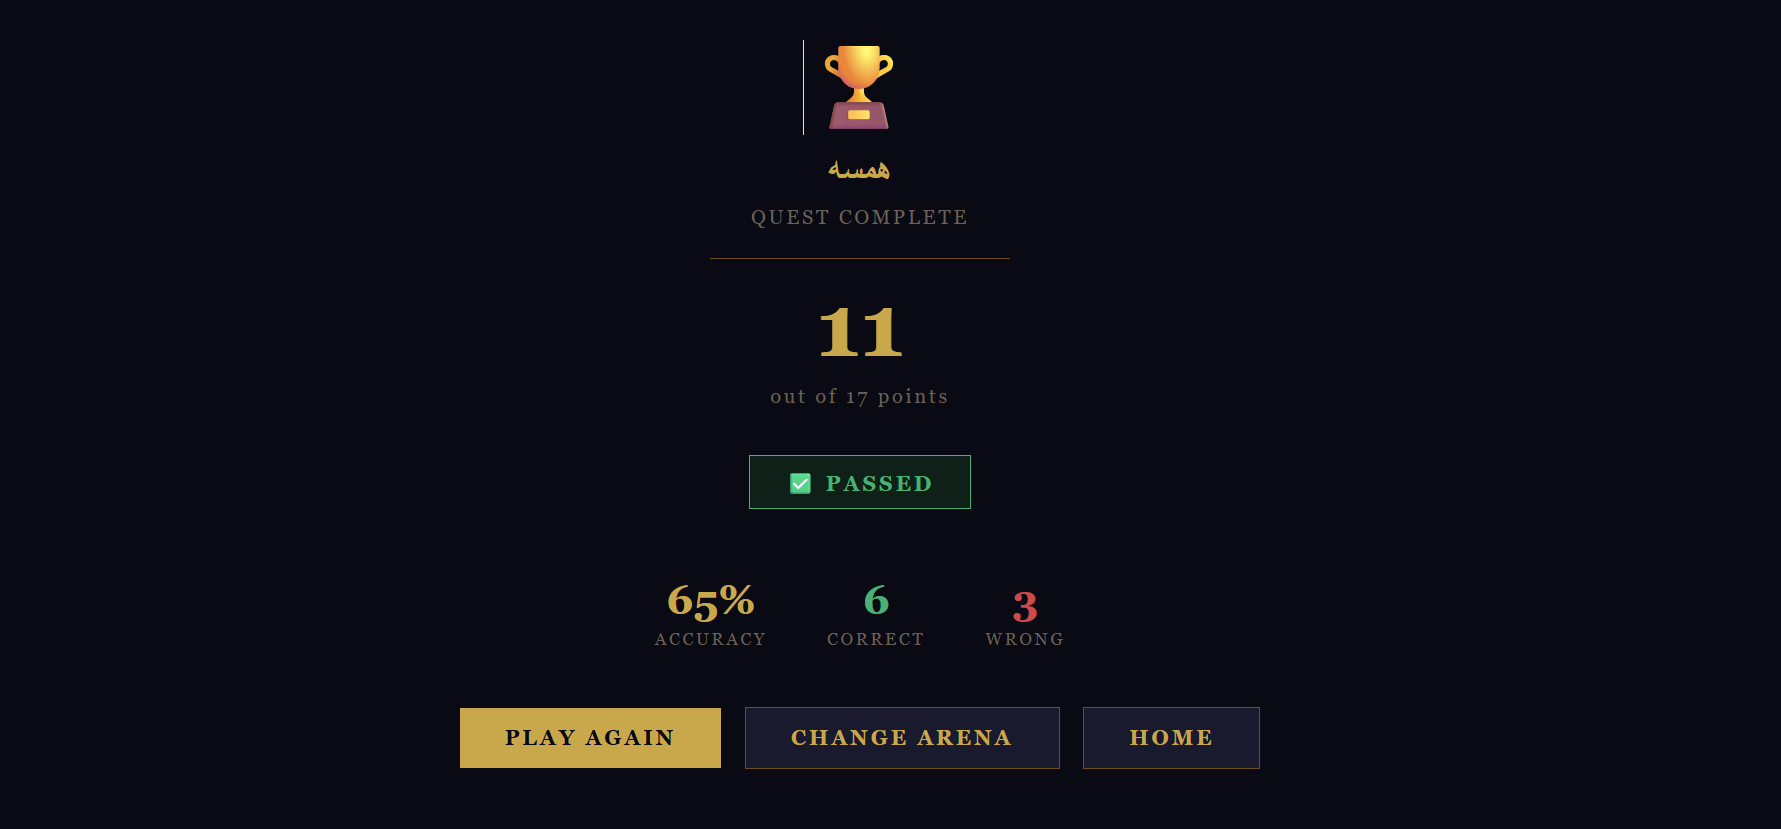 همسه
QUEST COMPLETE
11
out of 17 points
✅ PASSED
65% 6 3
ACCURACY CORRECT WRONG
PLAY AGAIN CHANGE ARENA HOME